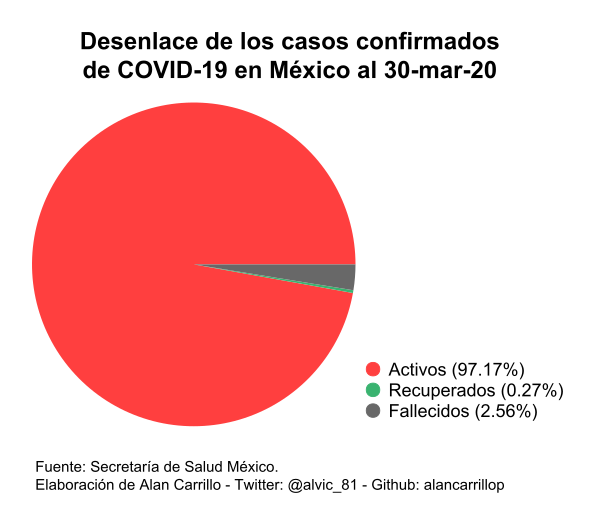 Desenlace de los casos confirmados
de COVID-19 en México al 30-mar-20
Activos (97.17%)
Recuperados (0.27%)
Fallecidos (2.56%)
Fuente: Secretaría de Salud México.
Elaboración de Alan Carrillo - Twitter: @alvic_81 - Github: alancarrillop